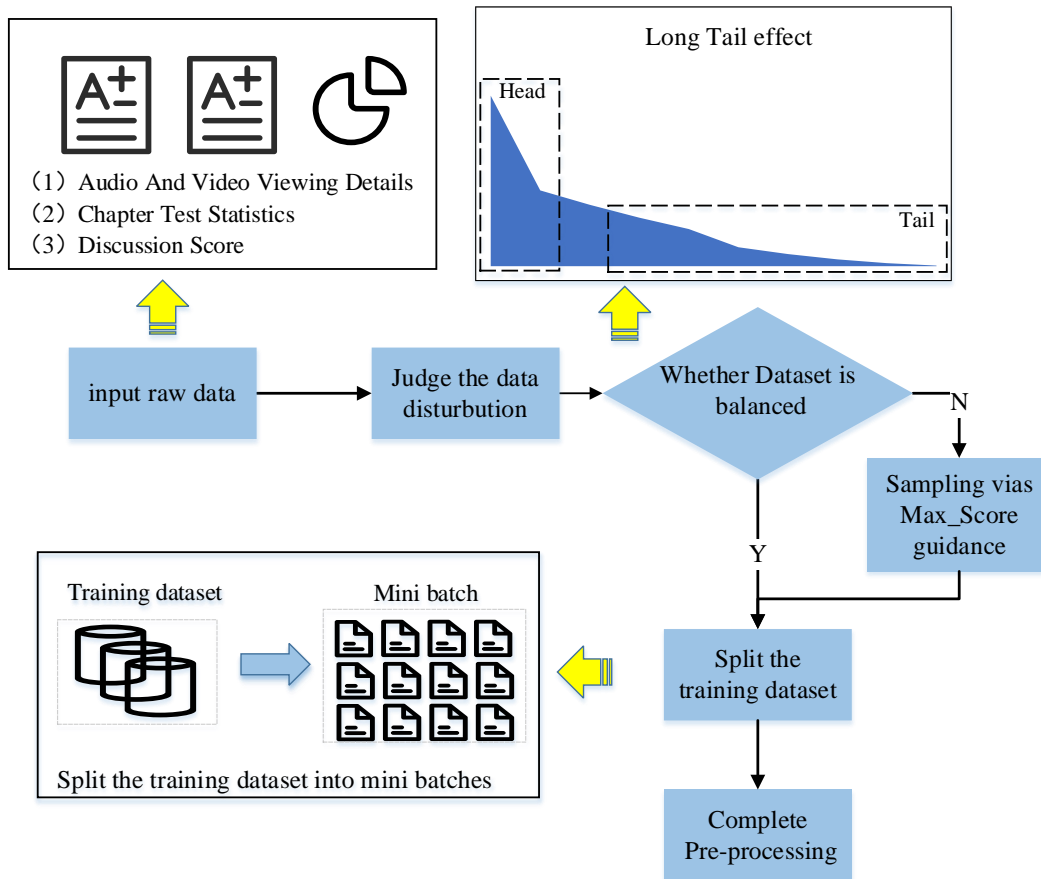 （1）Audio And Video Viewing Details
（2）Chapter Test Statistics
（3）Discussion Score
Long Tail effect
Head
Tail
input raw data
Judge the data
disturbution
Whether Dataset is
balanced
N
Sampling vias
Max_Score
guidance
Y
Training dataset
Mini batch
Split the training dataset into mini batches
Split the
training dataset
Complete
Pre-processing